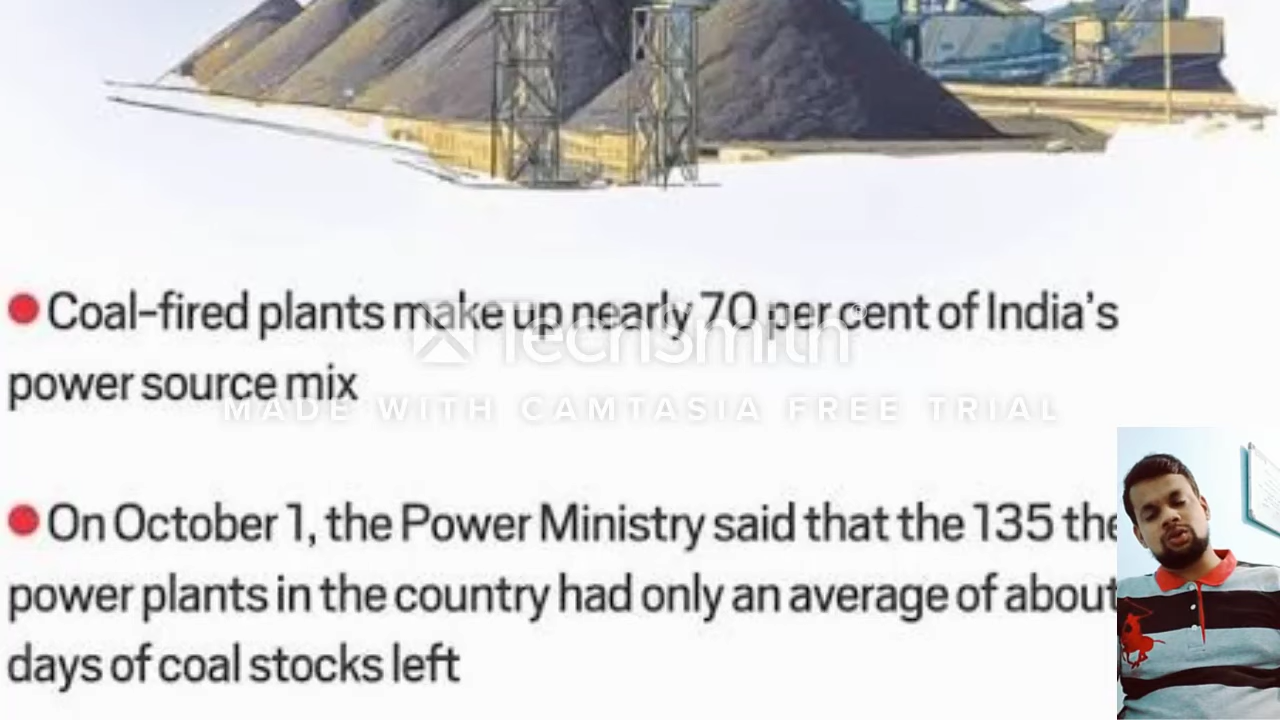 Coal-fired plants make up nearly 70 per cent of India's
TechSmith®
power source mix
MADE WITH CAMTASIA FREE TRIAL
On October 1, the Power Ministry said that the 135
power plants in the country had only an average of about
days of coal stocks left